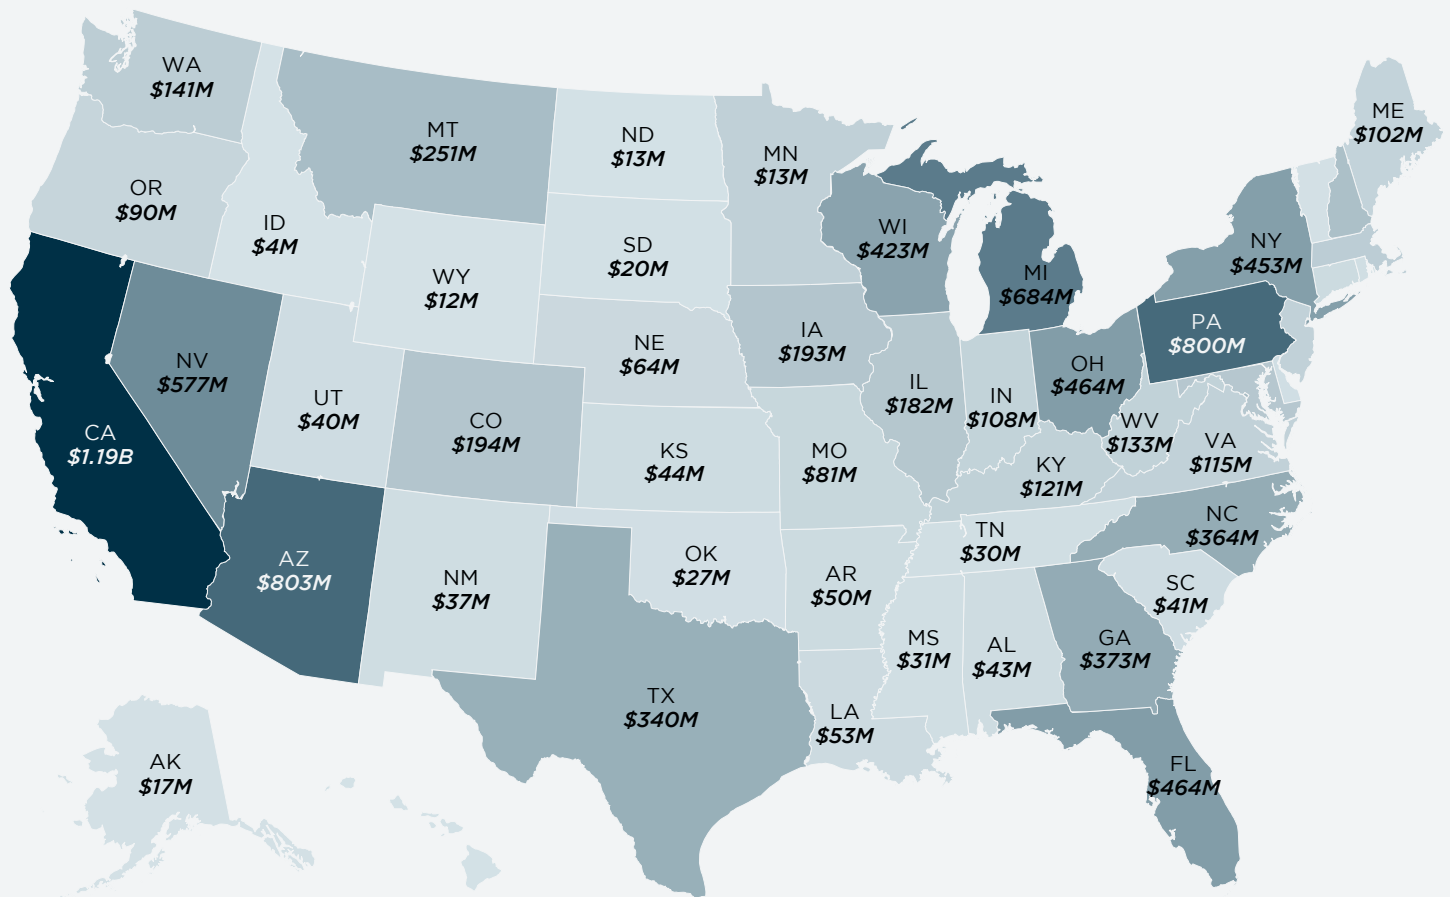 WA
$141M
MT
$251M
ND
$13M
MN
$13M
ME
$102M
OR
$90M
ID
$4M
WY
$12M
SD
$20M
WI
$423M
MI
$684M
NY
$453M
NV
$577M
UT
$40M
CO
$194M
NE
$64M
IA
$193M
IL
$182M
IN
$108M
OH
$464M
PA
$800M
CA
$1.19B
KS
$44M
MO
$81M
KY
$121M
WV
$133M
VA
$115M
AZ
$803M
NM
$37M
OK
$27M
AR
$50M
TN
$30M
NC
$364M
SC
$41M
MS
$31M
AL
$43M
GA
$373M
TX
$340M
LA
$53M
FL
$464M
AK
$17M